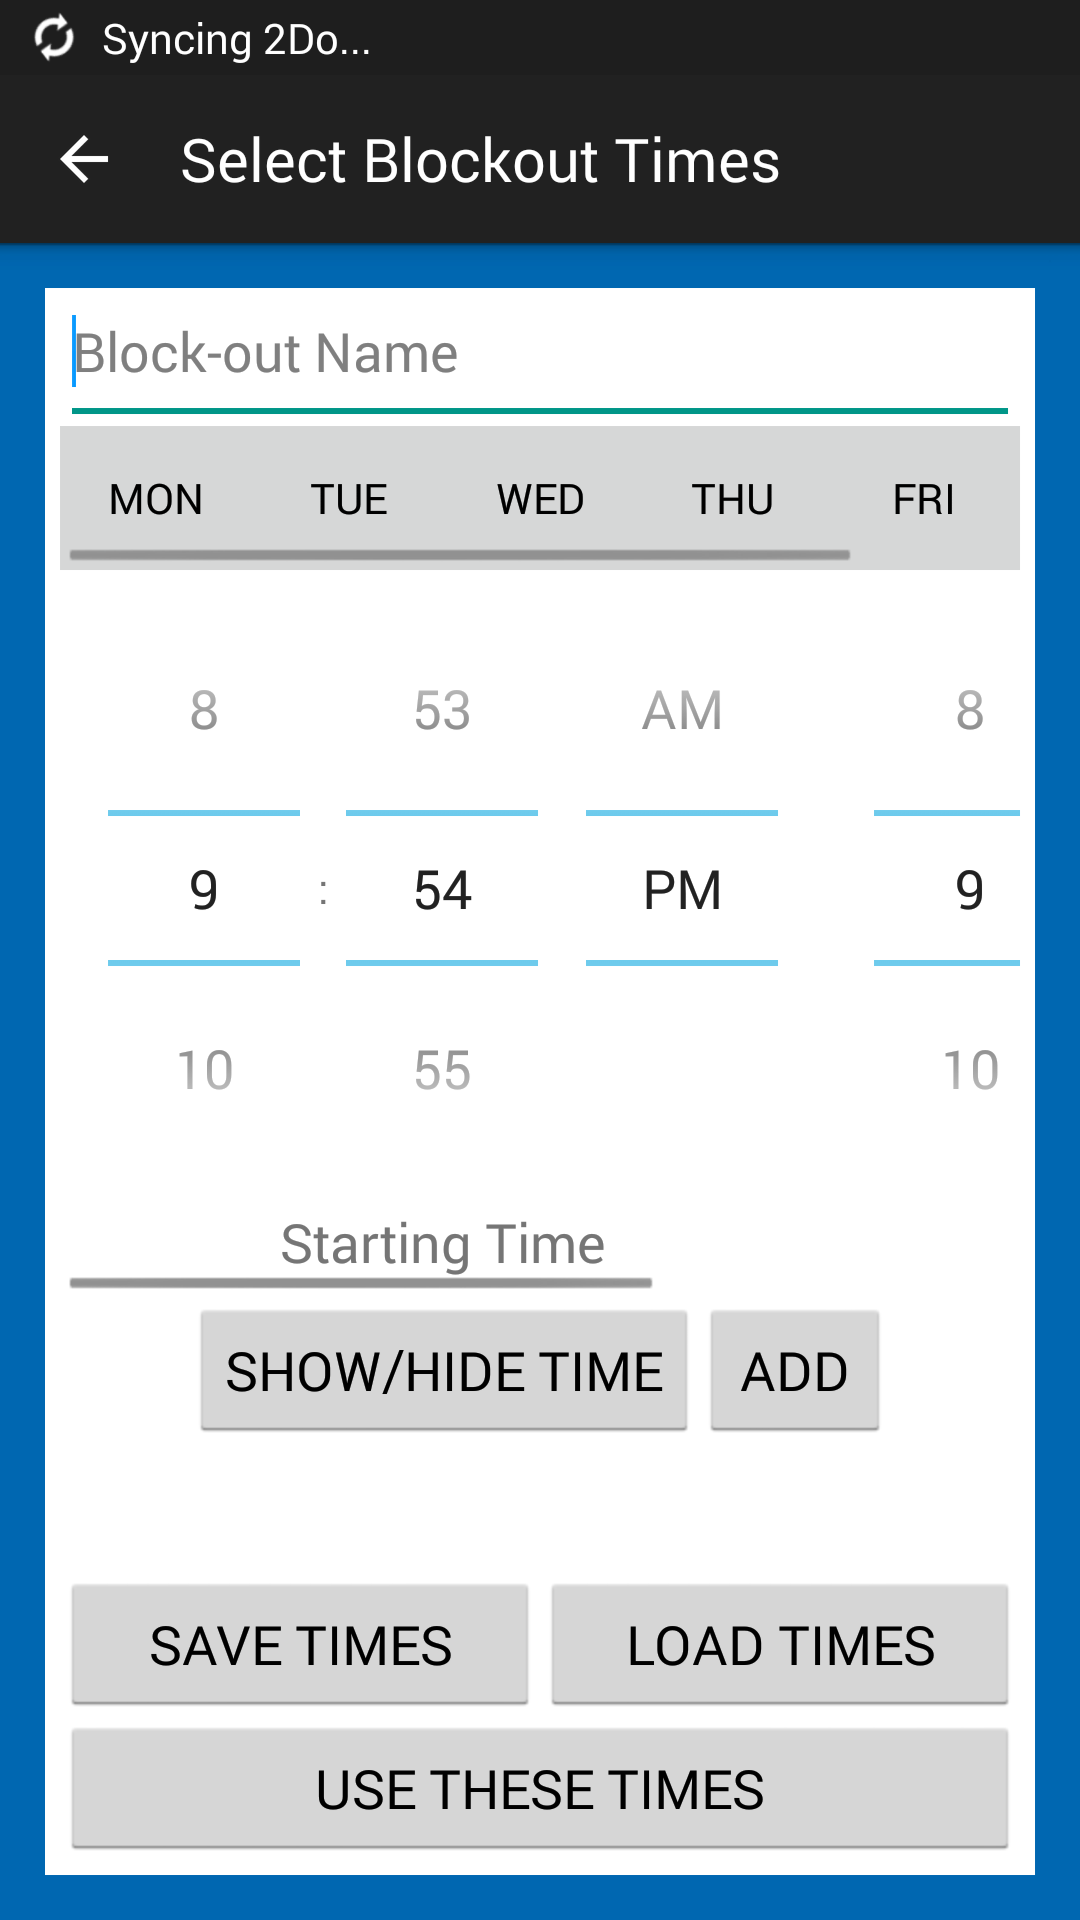 Syncing 2Do...
Select Blockout Times
Block-out Name
MON TUE WED THU FRI
8 53 AM 8
9 : 54 PM 9
10 55 10
Starting Time
SHOW/HIDE TIME ADD
SAVE TIMES LOAD TIMES
USE THESE TIMES